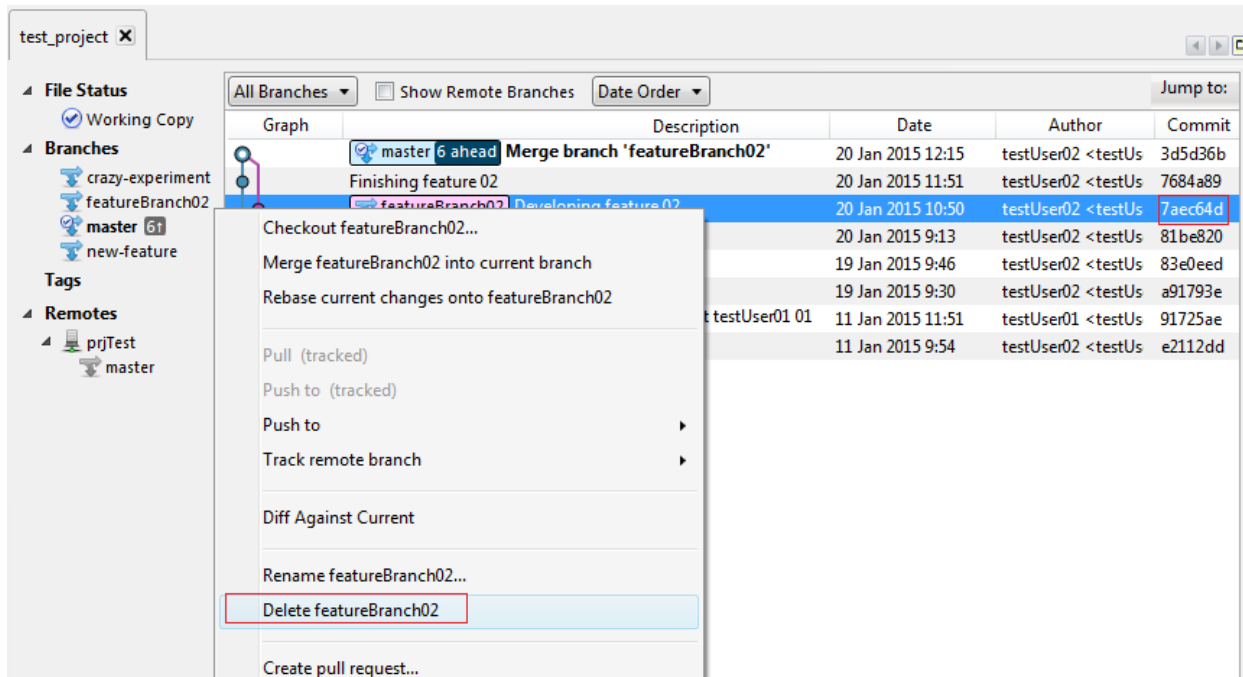 test_project
File Status
Working Copy
Branches
crazy-experiment
featureBranch02
master 6↑
new-feature
Tags
Remotes
prjTest
master
All Branches Show Remote Branches Date Order Jump to:
Graph Description Date Author Commit
master 6 ahead Merge branch 'featureBranch02' 20 Jan 2015 12:15 testUser02 <testUs 3d5d36b
Finishing feature 02 20 Jan 2015 11:51 testUser02 <testUs 7684a89
featureBranch02 Developing feature 02 20 Jan 2015 10:50 testUser02 <testUs 7aec64d
20 Jan 2015 9:13 testUser02 <testUs 81be820
19 Jan 2015 9:46 testUser02 <testUs 83e0eed
19 Jan 2015 9:30 testUser02 <testUs a91793e
t testUser01 01 11 Jan 2015 11:51 testUser01 <testUs 91725ae
11 Jan 2015 9:54 testUser02 <testUs e2112dd
Checkout featureBranch02...
Merge featureBranch02 into current branch
Rebase current changes onto featureBranch02
Pull (tracked)
Push to (tracked)
Push to
Track remote branch
Diff Against Current
Rename featureBranch02...
Delete featureBranch02
Create pull request...